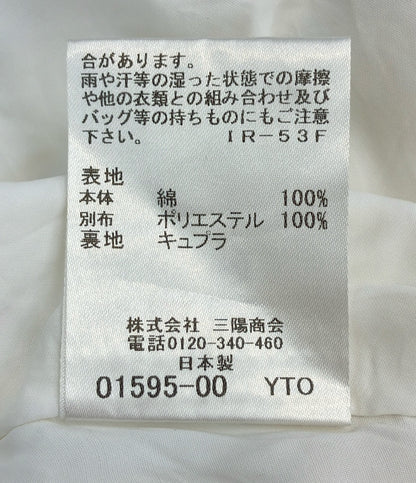 合があります。
雨や汗等の湿った状態での摩擦
や他の衣類との組み合わせ及び
バッグ等の持ちものにもご注意
下さい。 IR-53F
表地
本体 綿 100%
別布 ポリエステル 100%
裏地 キュプラ
株式会社 三陽商会
電話0120-340-460
日本製
01595-00 YTO